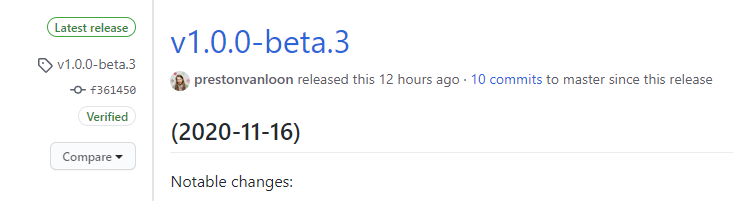 Latest release
v1.0.0-beta.3
f361450
Verified
Compare
v1.0.0-beta.3
prestonvanloon released this 12 hours ago · 10 commits to master since this release
(2020-11-16)
Notable changes: